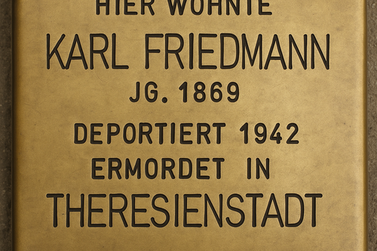 HIER WOHNTE
KARL FRIEDMANN
JG. 1869
DEPORTIERT 1942
ERMORDET IN
THERESIENSTADT